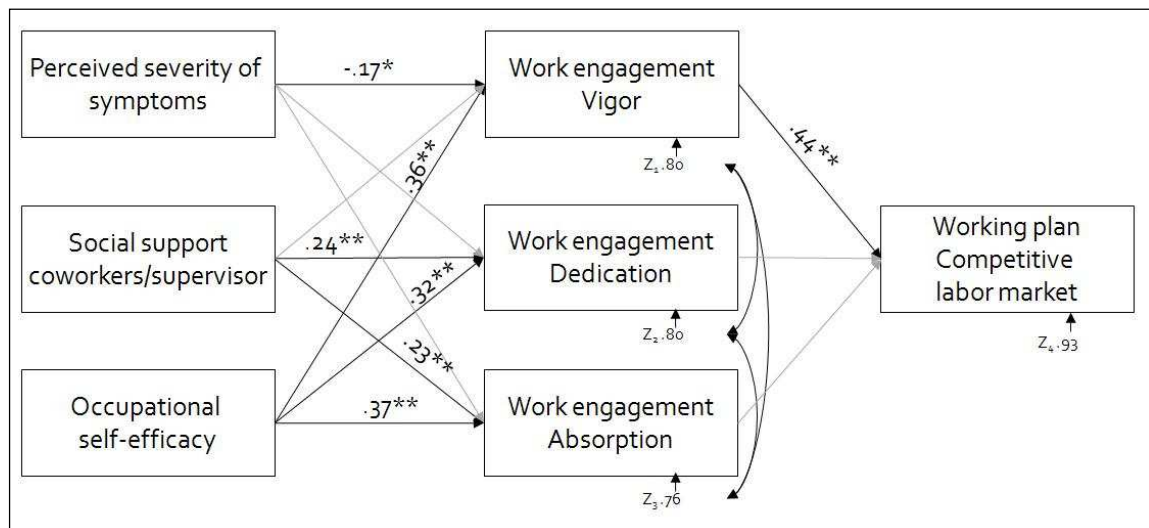 Perceived severity of
symptoms
-.17*
Work engagement
Vigor
.44**
Z1.80
.36**
Social support
coworkers/supervisor
.24**
.32**
Work engagement
Dedication
Z2.80
Working plan
Competitive
labor market
Z4.93
.23**
Occupational
self-efficacy
.37**
Work engagement
Absorption
Z3.76